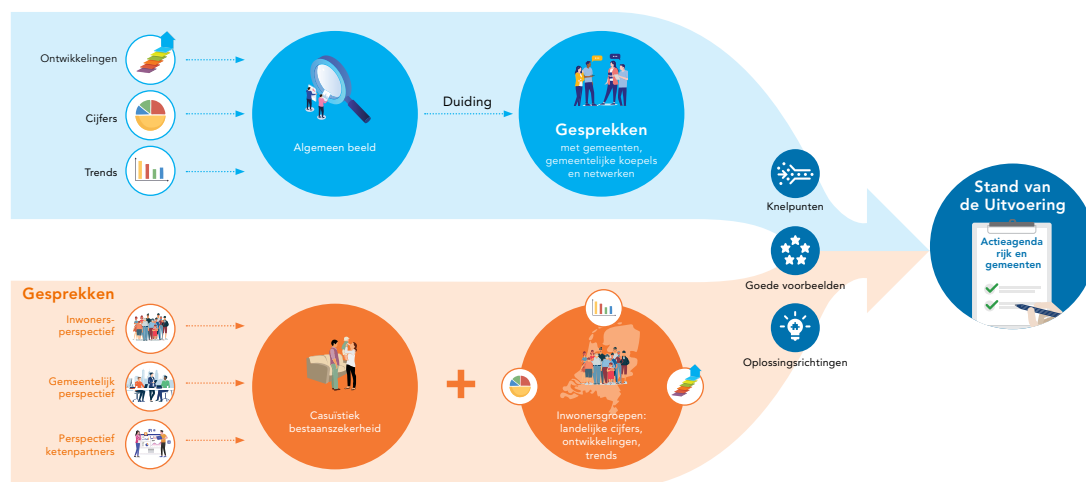 Ontwikkelingen
Cijfers
Trends
Algemeen beeld
Duiding
Gesprekken
met gemeenten,
gemeentelijke koepels
en netwerken
Gesprekken
Inwoners-
perspectief
Gemeentelijk
perspectief
Perspectief
ketenpartners
Casuïstiek
bestaanszekerheid
+
Inwonersgroepen:
landelijke cijfers,
ontwikkelingen,
trends
Knelpunten
Goede voorbeelden
Oplossingsrichtingen
Stand van
de Uitvoering
Actieagenda
rijk en
gemeenten